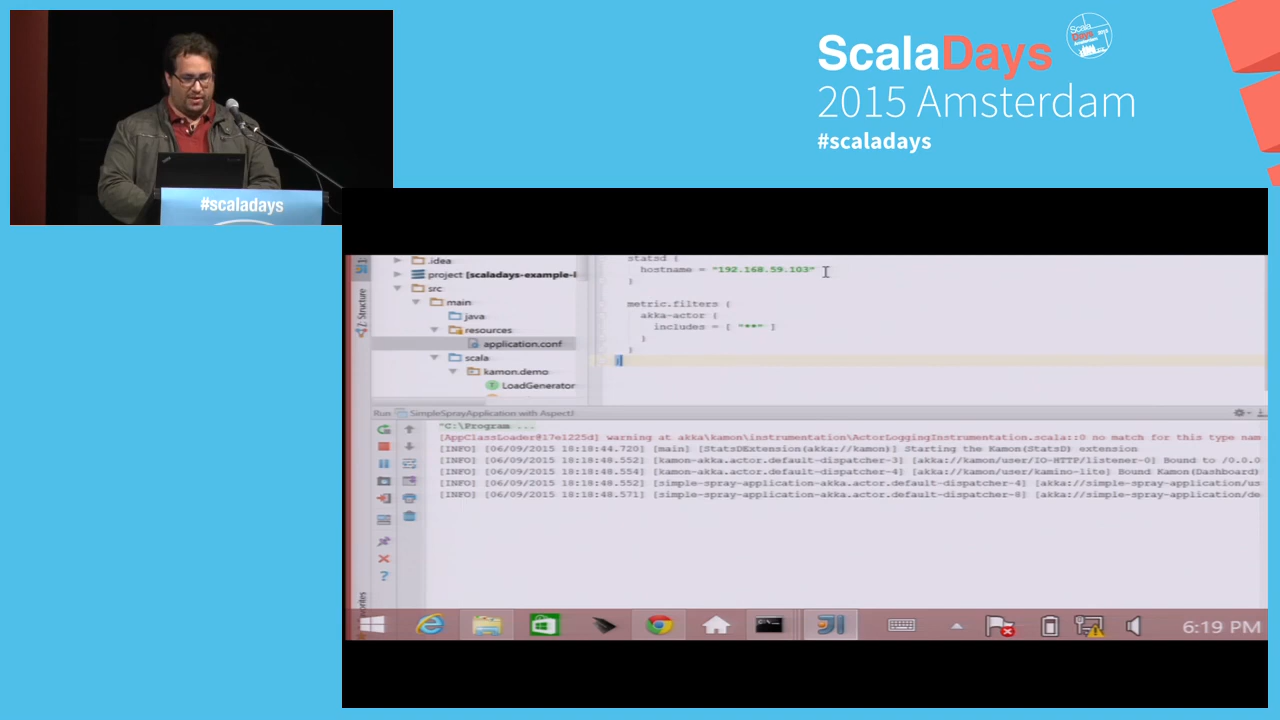 ScalaDays
2015 Amsterdam
#scaladays
#scaladays
.idea
project [scaladays-example-l
src
main
java
resources
application.conf
scala
kamon.demo
LoadGenerator
statsd {
hostname = "192.168.59.103"
}
metric.filters {
akka-actor {
includes = [ "**" ]
}
}
}
Z: Structure
Run SimpleSprayApplication with AspectJ
"C:\Program ...
[AppClassLoader@17e1225d] warning at akka\kamon\instrumentation\ActorLoggingInstrumentation.scala::0 no match for this type nam
[INFO] [06/09/2015 18:18:44.720] [main] [StatsDExtension(akka://kamon)] Starting the Kamon(StatsD) extension
[INFO] [06/09/2015 18:18:48.552] [kamon-akka.actor.default-dispatcher-3] [akka://kamon/user/IO-HTTP/listener-0] Bound to /0.0.0
[INFO] [06/09/2015 18:18:48.554] [kamon-akka.actor.default-dispatcher-4] [akka://kamon/user/kamino-lite] Bound Kamon(Dashboard)
[INFO] [06/09/2015 18:18:48.552] [simple-spray-application-akka.actor.default-dispatcher-4] [akka://simple-spray-application/us
[INFO] [06/09/2015 18:18:48.571] [simple-spray-application-akka.actor.default-dispatcher-8] [akka://simple-spray-application/de
6:19 PM